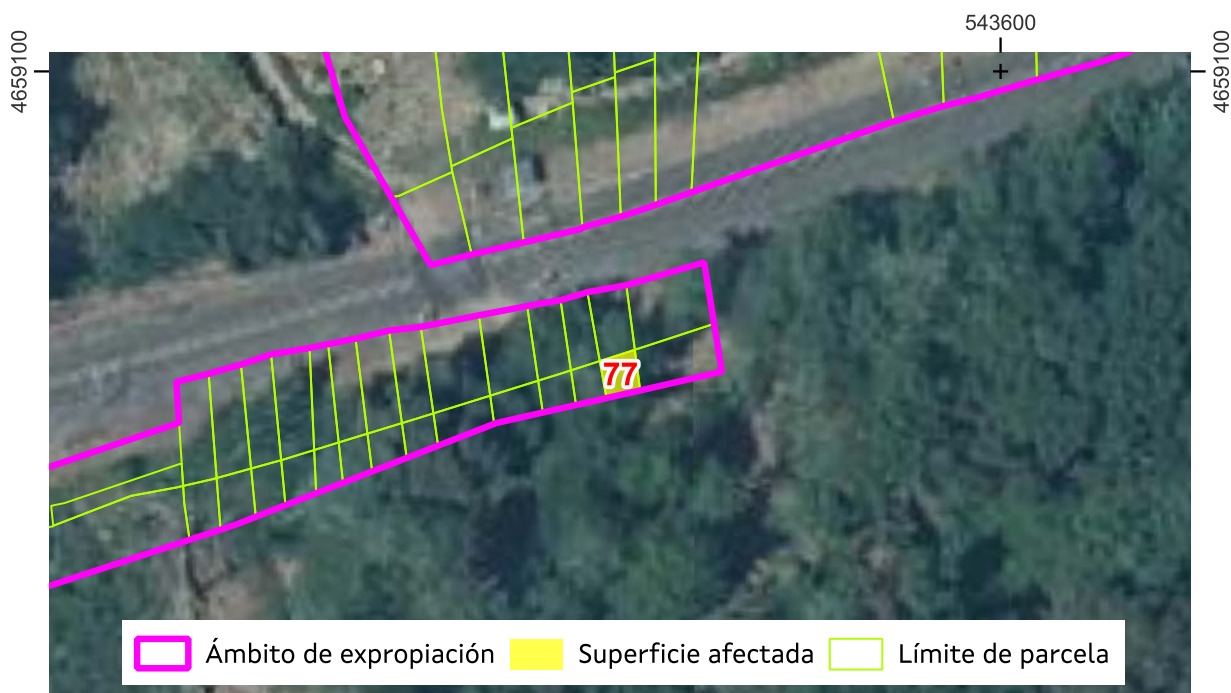 543600
4659100
4659100
77
Ámbito de expropiación
Superficie afectada
Límite de parcela